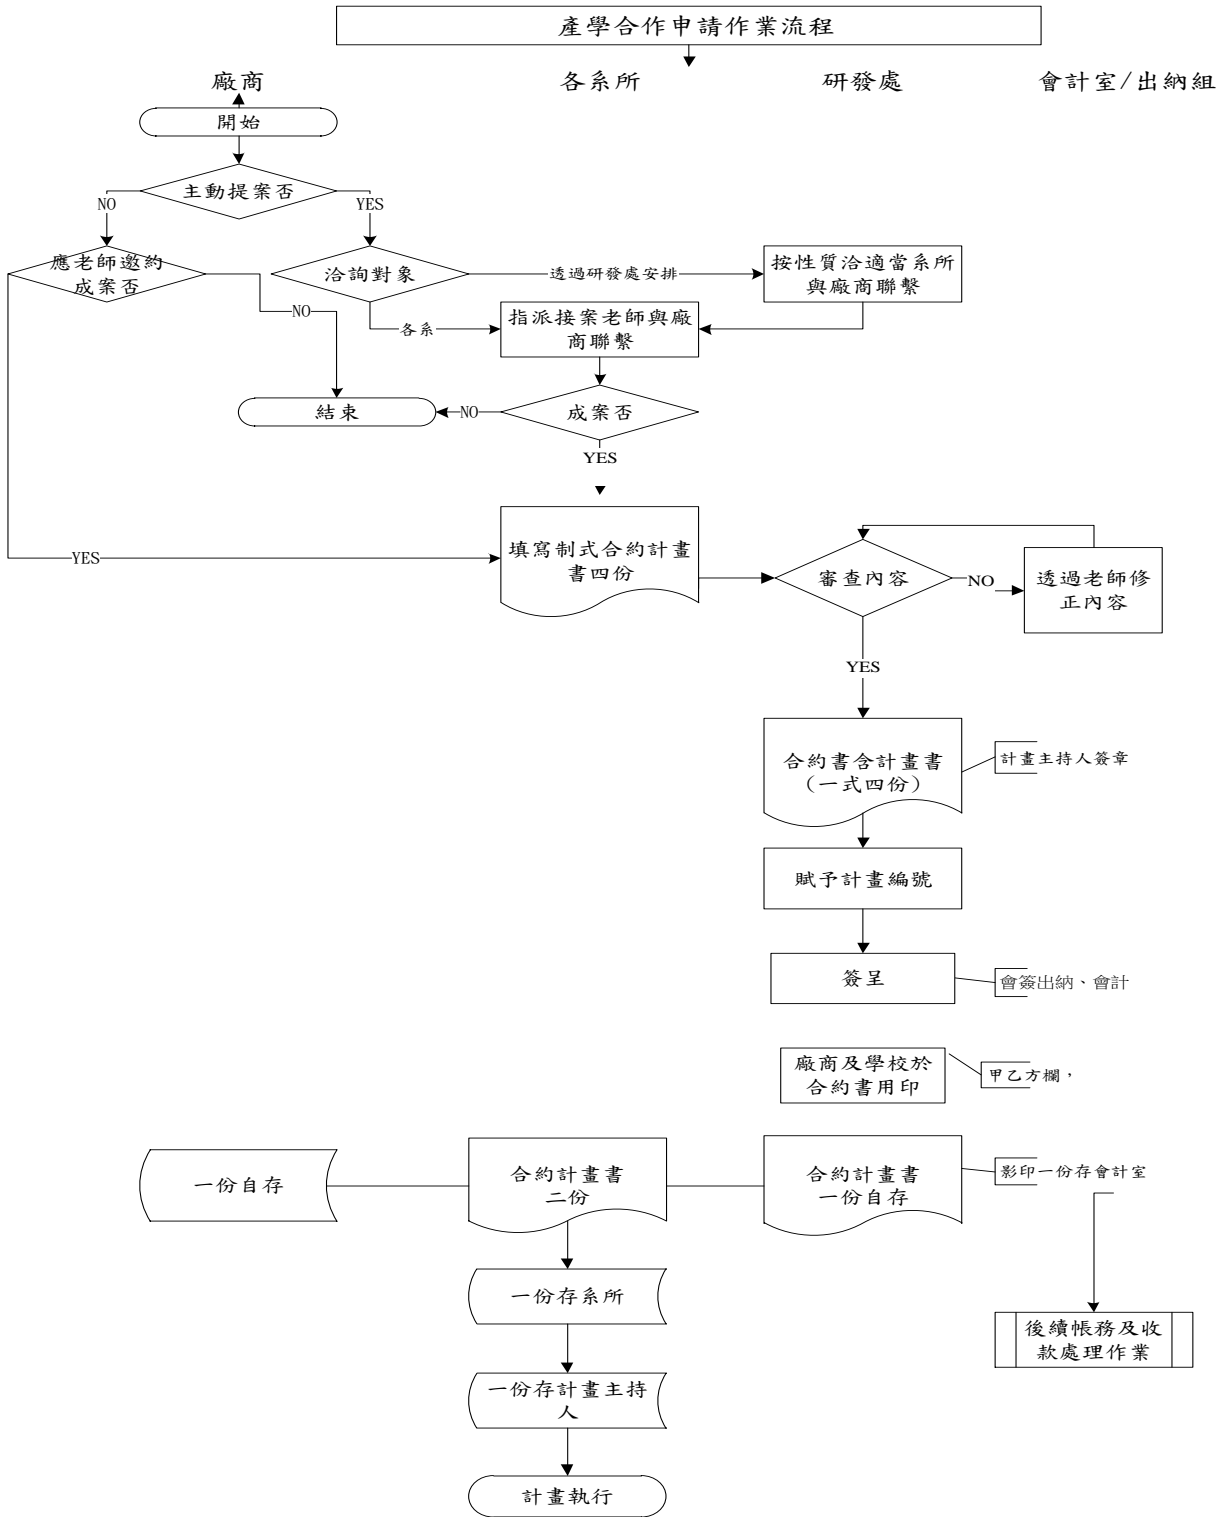 產學合作申請作業流程
廠商
各系所
研發處
會計室/出納組
開始
主動提案否
NO
YES
應老師邀約
成案否
洽詢對象
透過研發處安排
按性質洽適當系所
與廠商聯繫
NO
各系
指派接案老師與廠
商聯繫
結束
NO
成案否
YES
YES
填寫制式合約計畫
書四份
審查內容
NO
透過老師修
正內容
YES
合約書含計畫書
(一式四份)
計畫主持人簽章
賦予計畫編號
簽呈
會簽出納、會計
廠商及學校於
合約書用印
甲乙方欄，
一份自存
合約計畫書
二份
合約計畫書
一份自存
影印一份存會計室
一份存系所
後續帳務及收
款處理作業
一份存計畫主持
人
計畫執行